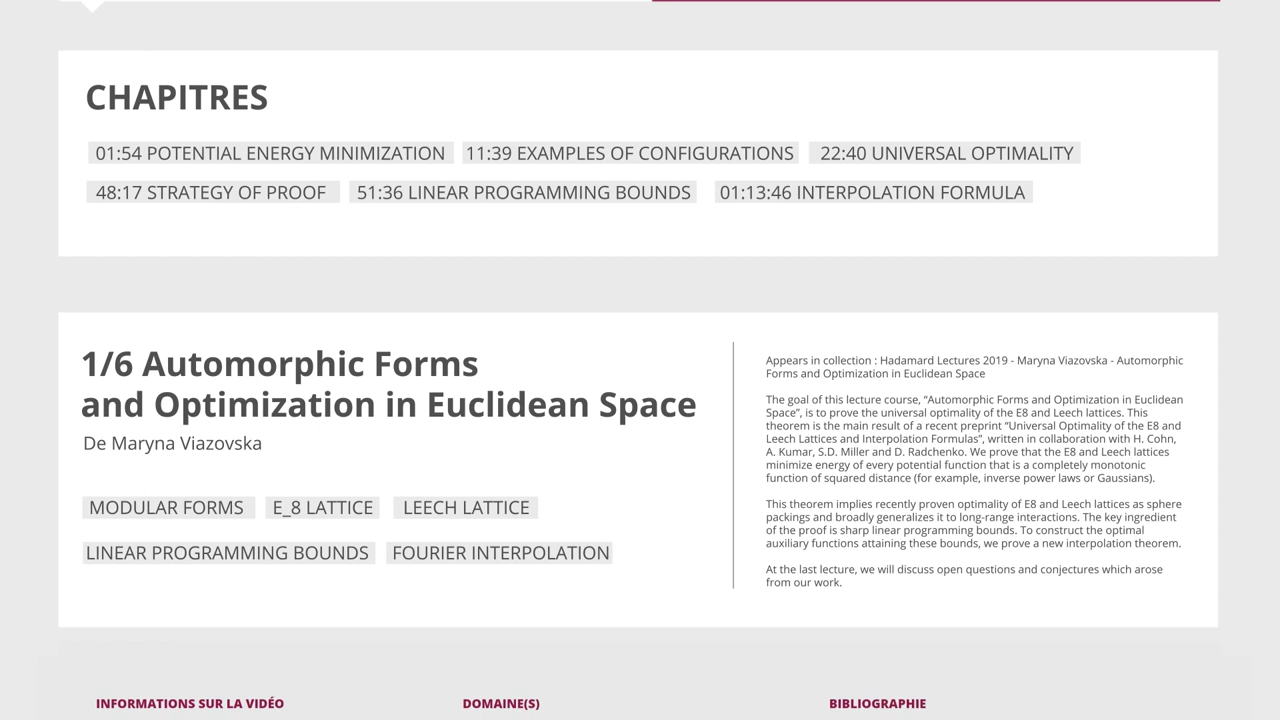 CHAPITRES
01:54 POTENTIAL ENERGY MINIMIZATION 11:39 EXAMPLES OF CONFIGURATIONS 22:40 UNIVERSAL OPTIMALITY
48:17 STRATEGY OF PROOF 51:36 LINEAR PROGRAMMING BOUNDS 01:13:46 INTERPOLATION FORMULA
1/6 Automorphic Forms
and Optimization in Euclidean Space
De Maryna Viazovska
MODULAR FORMS E_8 LATTICE LEECH LATTICE
LINEAR PROGRAMMING BOUNDS FOURIER INTERPOLATION
Appears in collection : Hadamard Lectures 2019 - Maryna Viazovska - Automorphic
Forms and Optimization in Euclidean Space
The goal of this lecture course, “Automorphic Forms and Optimization in Euclidean
Space”, is to prove the universal optimality of the E8 and Leech lattices. This
theorem is the main result of a recent preprint “Universal Optimality of the E8 and
Leech Lattices and Interpolation Formulas”, written in collaboration with H. Cohn,
A. Kumar, S.D. Miller and D. Radchenko. We prove that the E8 and Leech lattices
minimize energy of every potential function that is a completely monotonic
function of squared distance (for example, inverse power laws or Gaussians).
This theorem implies recently proven optimality of E8 and Leech lattices as sphere
packings and broadly generalizes it to long-range interactions. The key ingredient
of the proof is sharp linear programming bounds. To construct the optimal
auxiliary functions attaining these bounds, we prove a new interpolation theorem.
At the last lecture, we will discuss open questions and conjectures which arose
from our work.
INFORMATIONS SUR LA VIDÉO DOMAINE(S) BIBLIOGRAPHIE